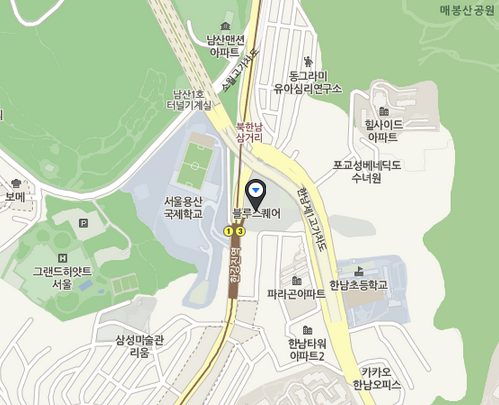 매봉산공원
남산맨션
아파트
소월고가차도
동그라미
유아심리연구소
남산1호
터널기계실
북한남
삼거리
힐사이드
아파트
포교성베네딕도
수녀원
보메
서울용산
국제학교
블루스퀘어
한남제1고가차도
1
3
한강진역
그랜드하얏트
서울
H
파라곤아파트
한남초등학교
삼성미술관
리움
한남타워
아파트2
카카오
한남오피스